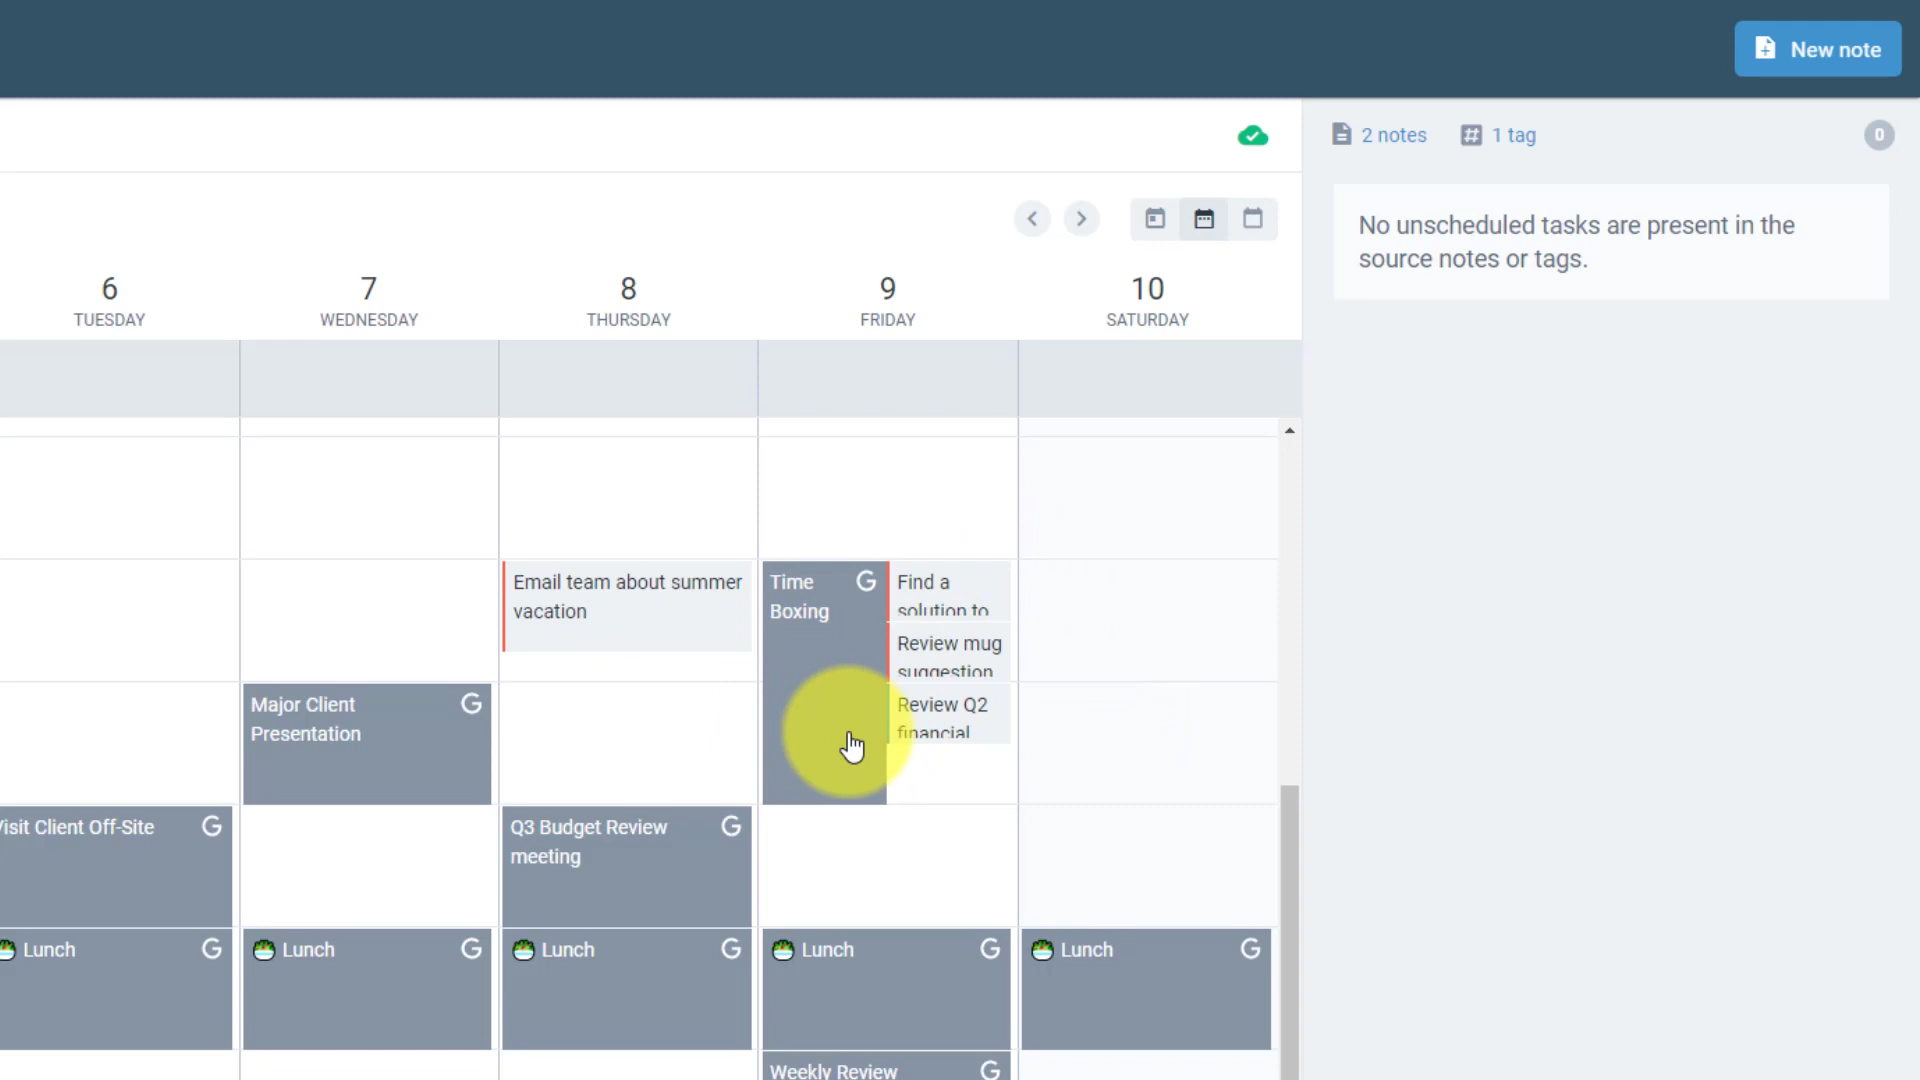 New note
2 notes
1 tag
0
No unscheduled tasks are present in the
source notes or tags.
6
TUESDAY
7
WEDNESDAY
8
THURSDAY
9
FRIDAY
10
SATURDAY
Email team about summer
vacation
Time
Boxing
G
Find a
solution to
Review mug
suggestion
Review Q2
financial
Major Client
Presentation
G
Visit Client Off-Site
G
Q3 Budget Review
meeting
G
Lunch
G
Lunch
G
Lunch
G
Lunch
G
Lunch
G
Weekly Review
G